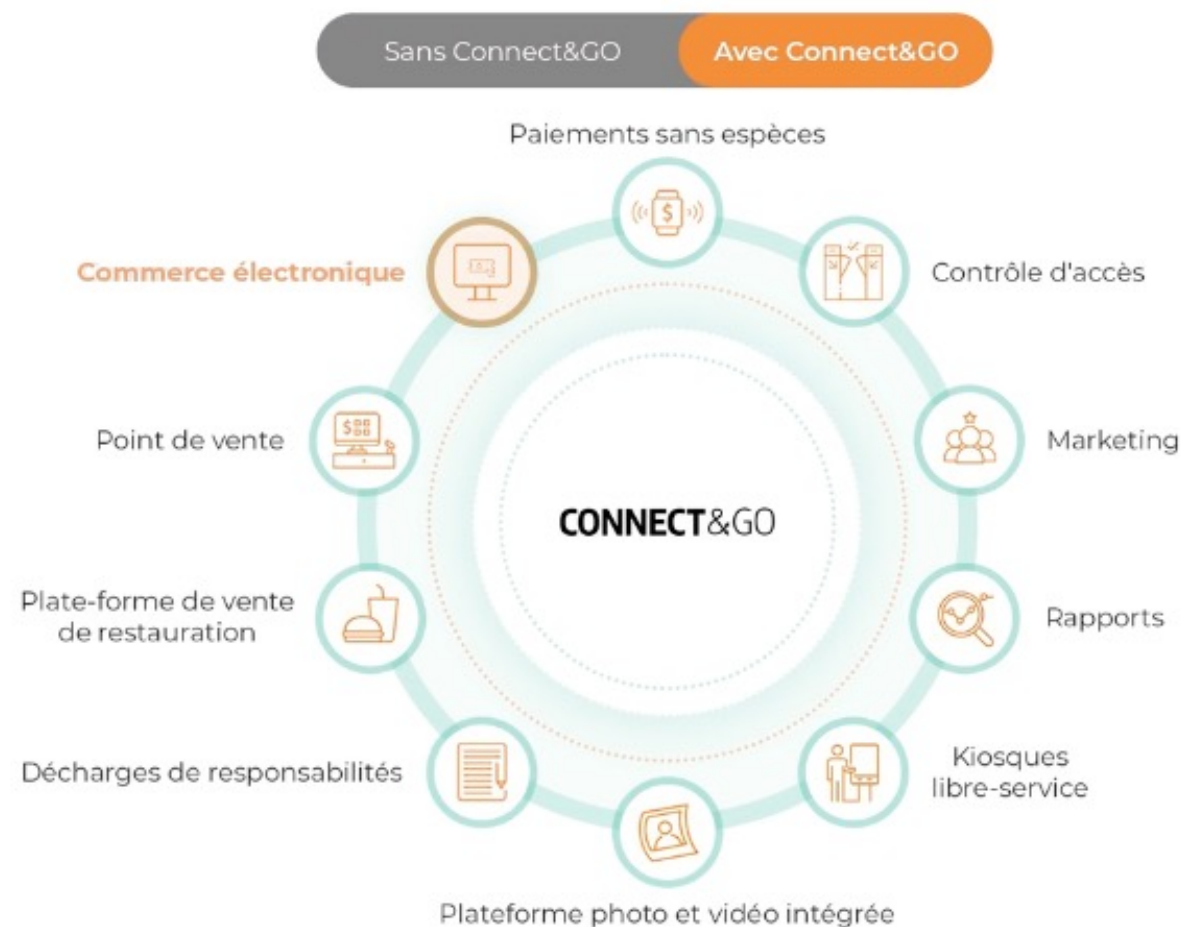 Sans Connect&GO
Avec Connect&GO
Paiements sans espèces
Commerce électronique
Contrôle d'accès
Point de vente
Marketing
CONNECT&GO
Plate-forme de vente
de restauration
Rapports
Décharges de responsabilités
Kiosques
libre-service
Plateforme photo et vidéo intégrée